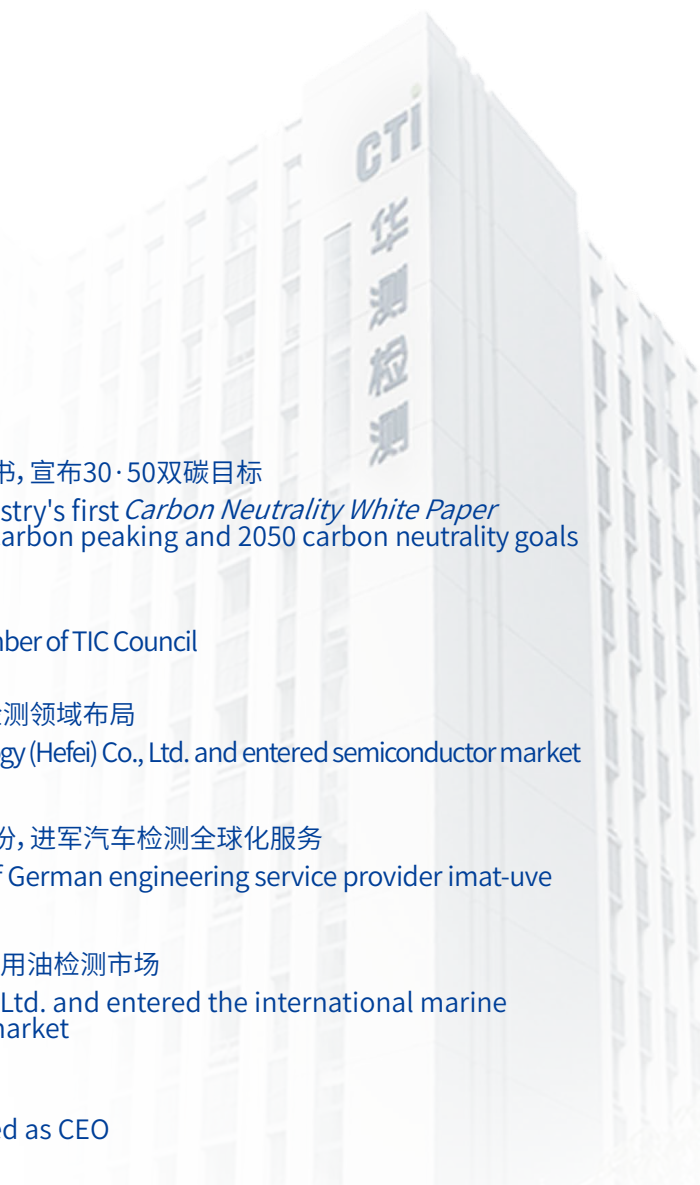 CTI
华测检测
书, 宣布30·50双碳目标
stry's first Carbon Neutrality White Paper
arbon peaking and 2050 carbon neutrality goals
ber of TIC Council
测领域布局
gy (Hefei) Co., Ltd. and entered semiconductor market
份, 进军汽车检测全球化服务
German engineering service provider imat-uve
用油检测市场
Ltd. and entered the international marine
market
ed as CEO